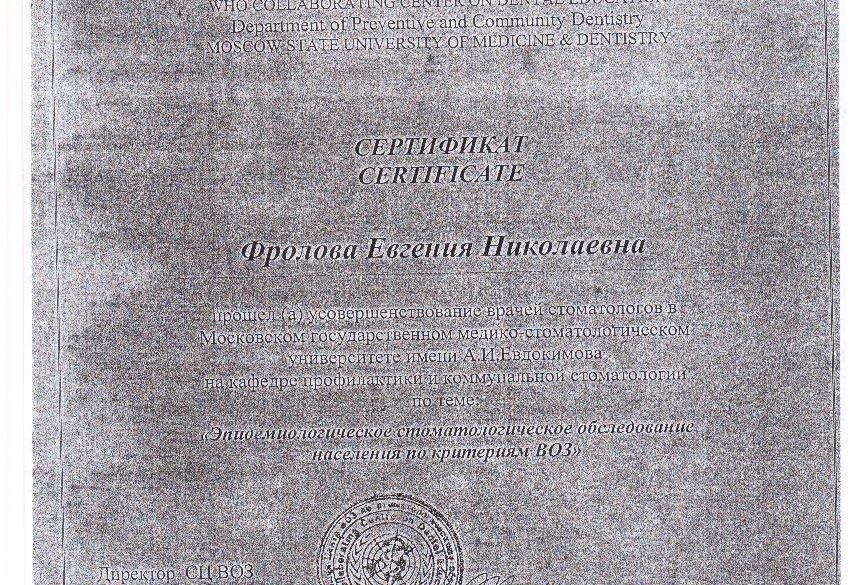 WHO COLLABORATING CENTER ON DENTAL EDUCATION
Department of Preventive and Community Dentistry
MOSCOW STATE UNIVERSITY OF MEDICINE & DENTISTRY
СЕРТИФИКАТ
CERTIFICATE
Фролова Евгения Николаевна
прошел (а) усовершенствование врачей стоматологов в
Московском государственном медико-стоматологическом
университете имени А.И.Евдокимова
на кафедре профилактики и коммунальной стоматологии
по теме:
«Эпидемиологическое стоматологическое обследование
населения по критериям ВОЗ»
Директор СЦ ВОЗ